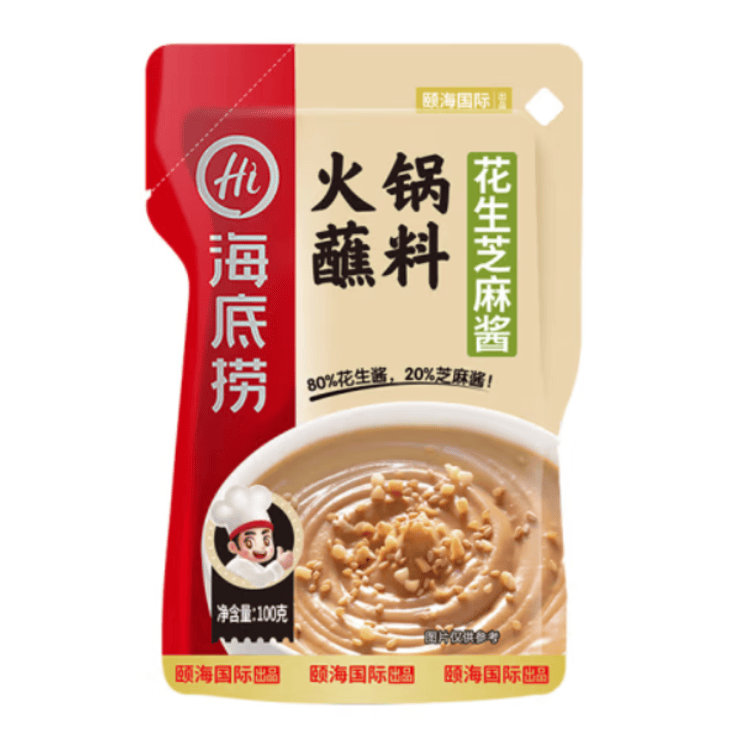 颐海国际 出品
Hi
海底捞
火锅
蘸料
花生芝麻酱
80%花生酱，20%芝麻酱！
净含量：100克
图片仅供参考
颐海国际出品 颐海国际出品 颐海国际出品